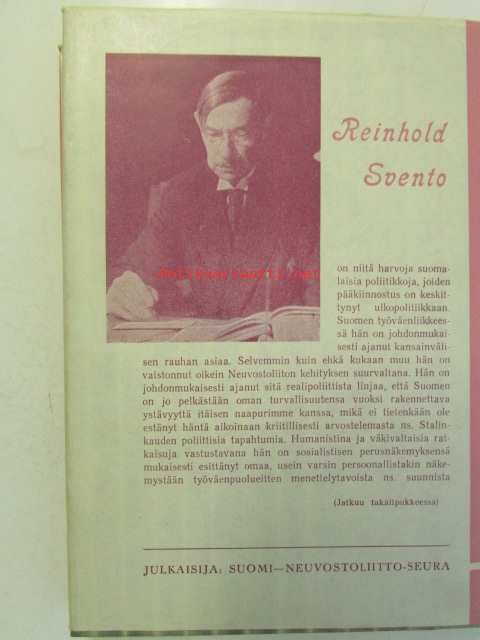 Reinhold
Svento
on niitä harvoja suoma-
laisia poliitikkoja, joiden
pääkiinnostus on keskit-
tynyt ulkopolitiikkaan.
Suomen työväenliikkees-
sä hän on johdonmukai-
sesti ajanut kansainväli-
sen rauhan asiaa. Selvemmin kuin ehkä kukaan muu hän on
vaistonnut oikein Neuvostoliiton kehityksen suurvaltana. Hän on
johdonmukaisesti ajanut sitä realipoliittista linjaa, että Suomen
on jo pelkästään oman turvallisuutensa vuoksi rakennettava
ystävyyttä itäisen naapurimme kanssa, mikä ei tietenkään ole
estänyt häntä aikoinaan kriitillisesti arvostelemasta ns. Stalin-
kauden poliittisia tapahtumia. Humanistina ja väkivaltaisia rat-
kaisuja vastustavana hän on sosialistisen perusnäkemyksensä
mukaisesti esittänyt omaa, usein varsin persoonallistakin näke-
mystään työväenpuolueitten menettelytavoista ns. suunnista
(Jatkuu takaliipukkeessa)
JULKAISIJA: SUOMI—NEUVOSTOLIITTO-SEURA